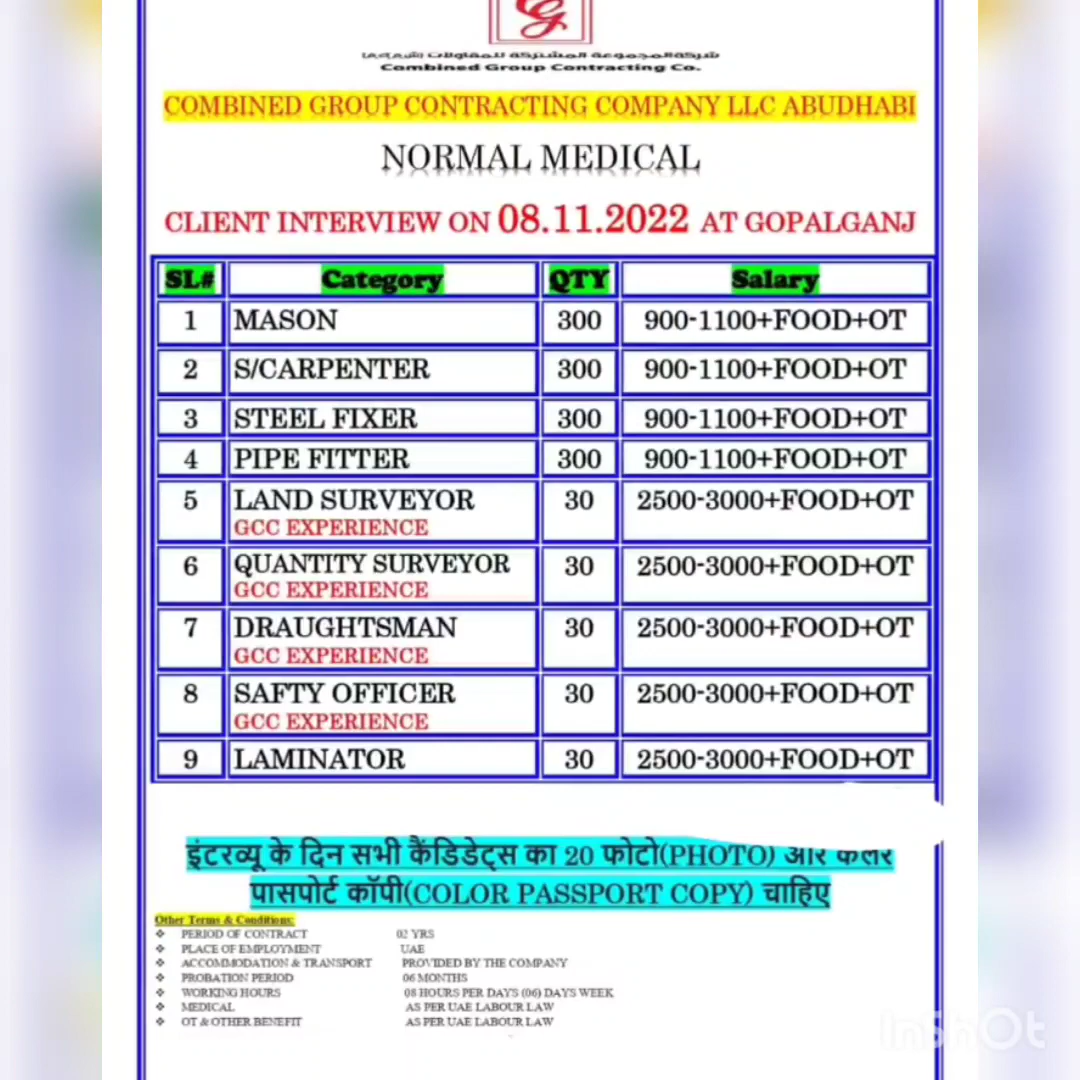 شركة المجموعة المشتركة للمقاولات (ش.م.ك.م)
Combined Group Contracting Co.
COMBINED GROUP CONTRACTING COMPANY LLC ABUDHABI
NORMAL MEDICAL
CLIENT INTERVIEW ON 08.11.2022 AT GOPALGANJ
SL# Category QTY Salary
1 MASON 300 900-1100+FOOD+OT
2 S/CARPENTER 300 900-1100+FOOD+OT
3 STEEL FIXER 300 900-1100+FOOD+OT
4 PIPE FITTER 300 900-1100+FOOD+OT
5 LAND SURVEYOR 30 2500-3000+FOOD+OT
GCC EXPERIENCE
6 QUANTITY SURVEYOR 30 2500-3000+FOOD+OT
GCC EXPERIENCE
7 DRAUGHTSMAN 30 2500-3000+FOOD+OT
GCC EXPERIENCE
8 SAFTY OFFICER 30 2500-3000+FOOD+OT
GCC EXPERIENCE
9 LAMINATOR 30 2500-3000+FOOD+OT
इंटरव्यू के दिन सभी कैंडिडेट्स का 20 फोटो(PHOTO) और कलर
पासपोर्ट कॉपी(COLOR PASSPORT COPY) चाहिए
Other Terms & Conditions:
❖ PERIOD OF CONTRACT 02 YRS
❖ PLACE OF EMPLOYMENT UAE
❖ ACCOMMODATION & TRANSPORT PROVIDED BY THE COMPANY
❖ PROBATION PERIOD 06 MONTHS
❖ WORKING HOURS 08 HOURS PER DAYS (06) DAYS WEEK
❖ MEDICAL AS PER UAE LABOUR LAW
❖ OT & OTHER BENEFIT AS PER UAE LABOUR LAW
InShOt